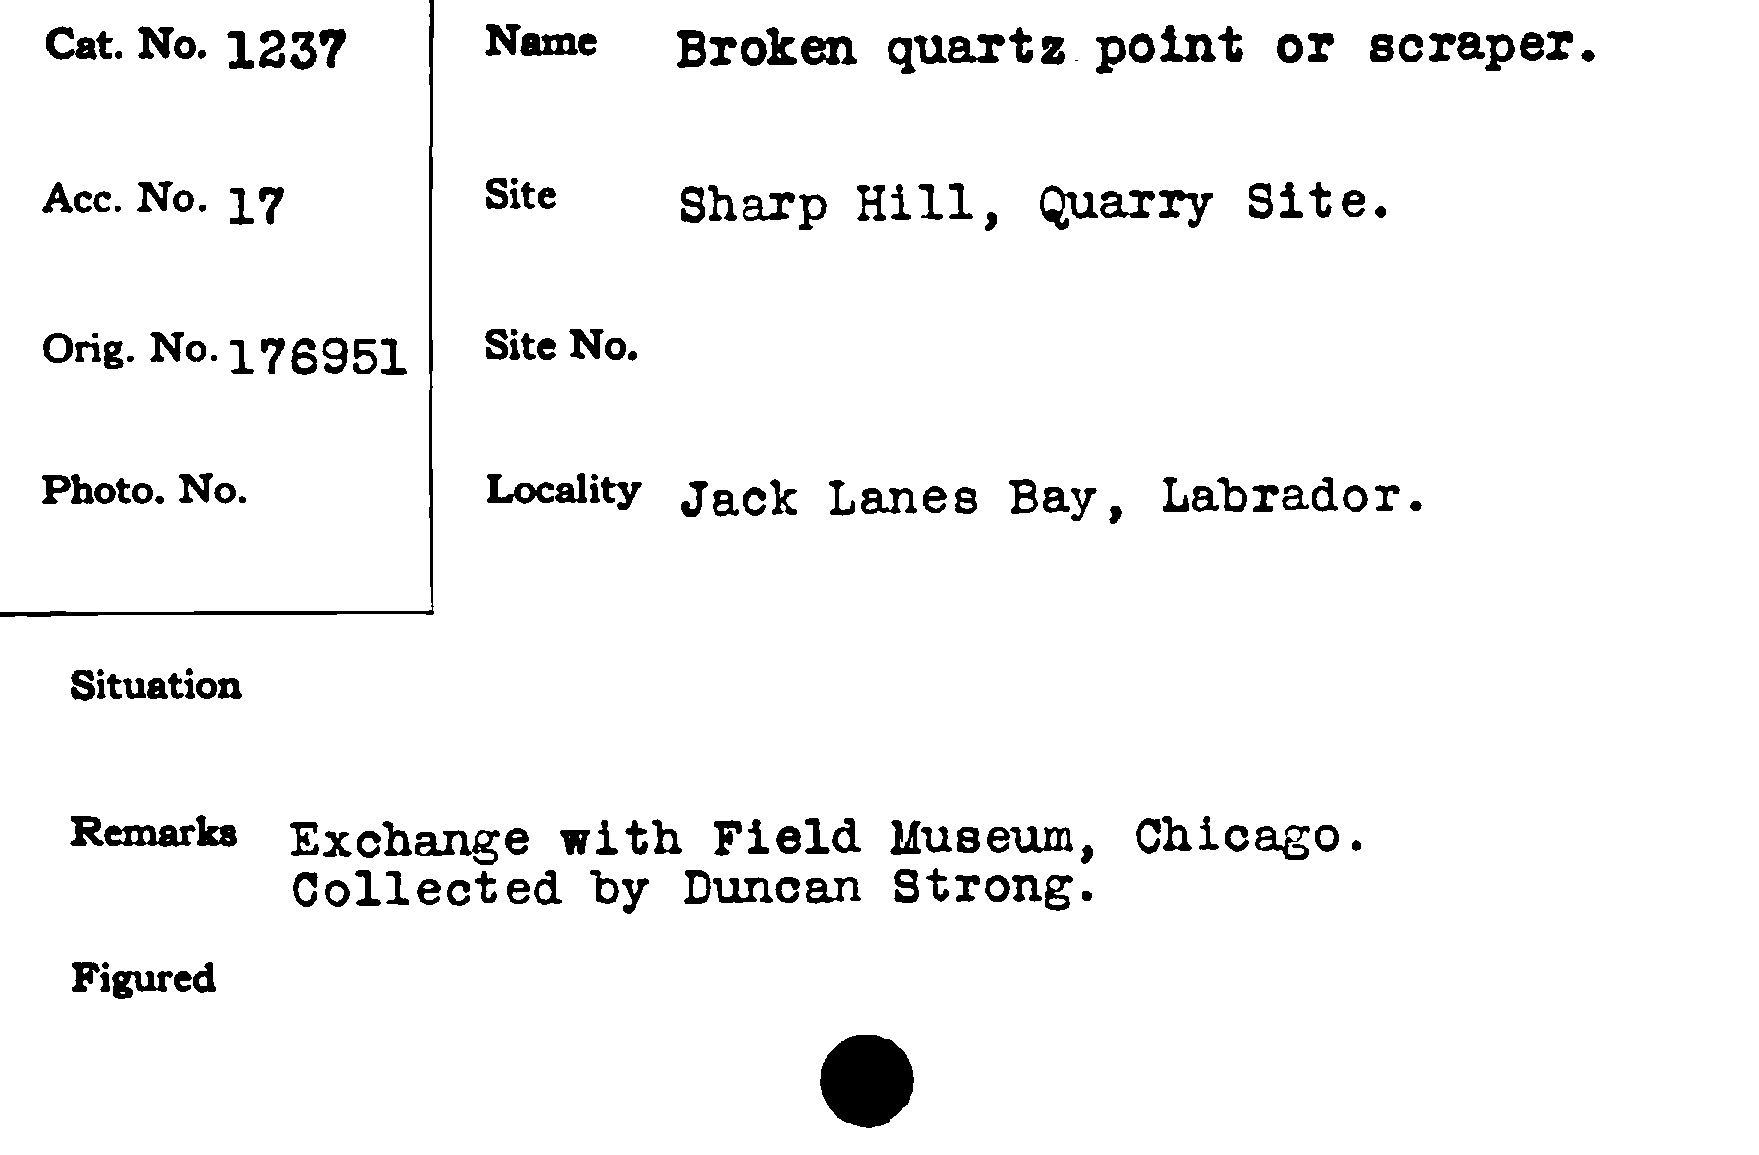 Cat. No. 1237
Name Broken quartz point or scraper.
Acc. No. 17
Site Sharp Hill, Quarry Site.
Orig. No. 176951
Site No.
Photo. No.
Locality Jack Lanes Bay, Labrador.
Situation
Remarks Exchange with Field Museum, Chicago.
Collected by Duncan Strong.
Figured